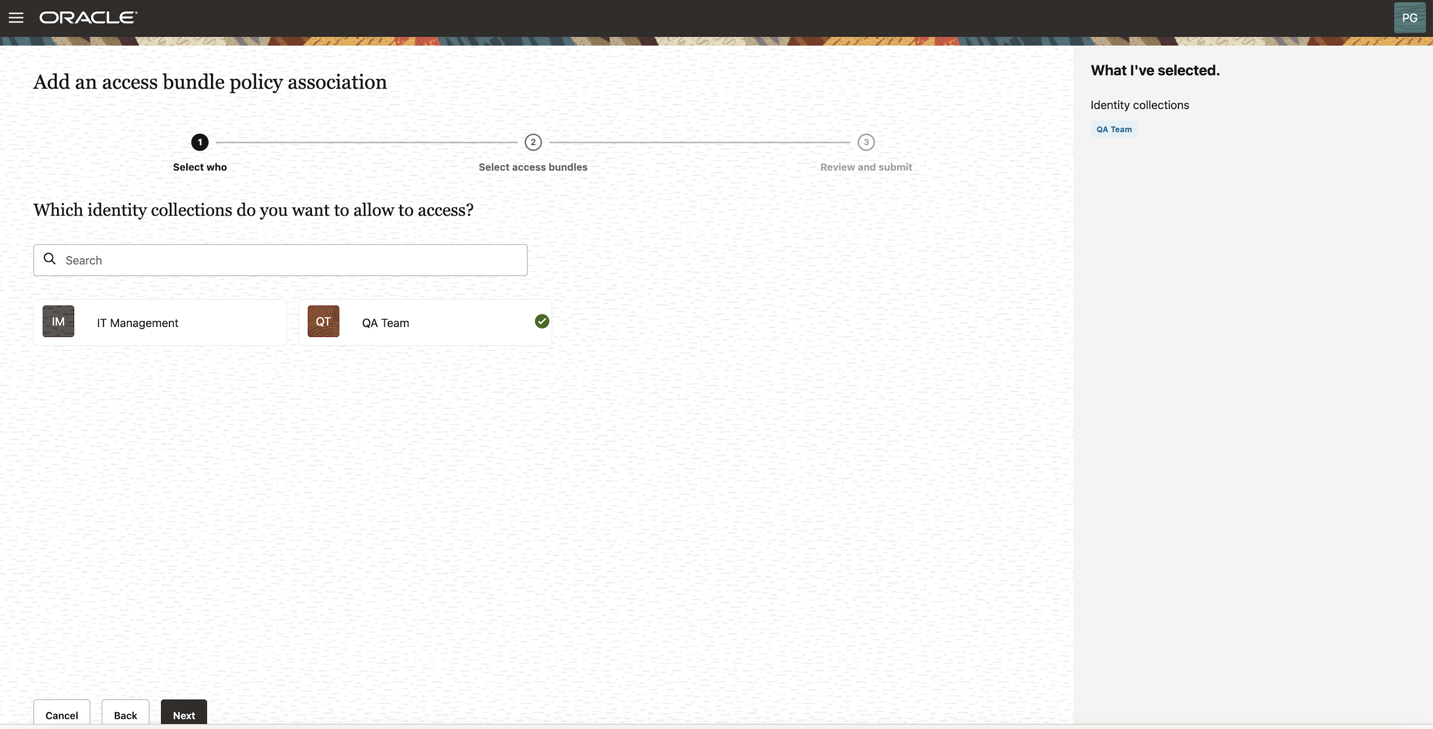 ORACLE
PG
Add an access bundle policy association
1
2
3
Select who
Select access bundles
Review and submit
Which identity collections do you want to allow to access?
Search
IM
IT Management
QT
QA Team
Cancel
Back
Next
What I've selected.
Identity collections
QA Team